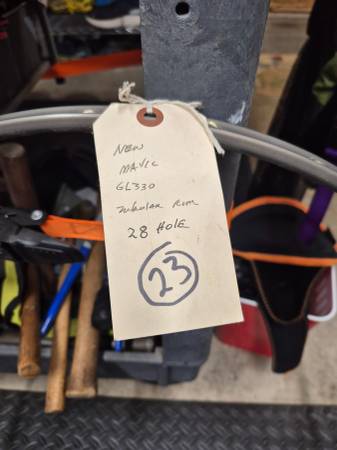 NEW
MAVIC
GL330
Tubular Rim
28 HOLE
23